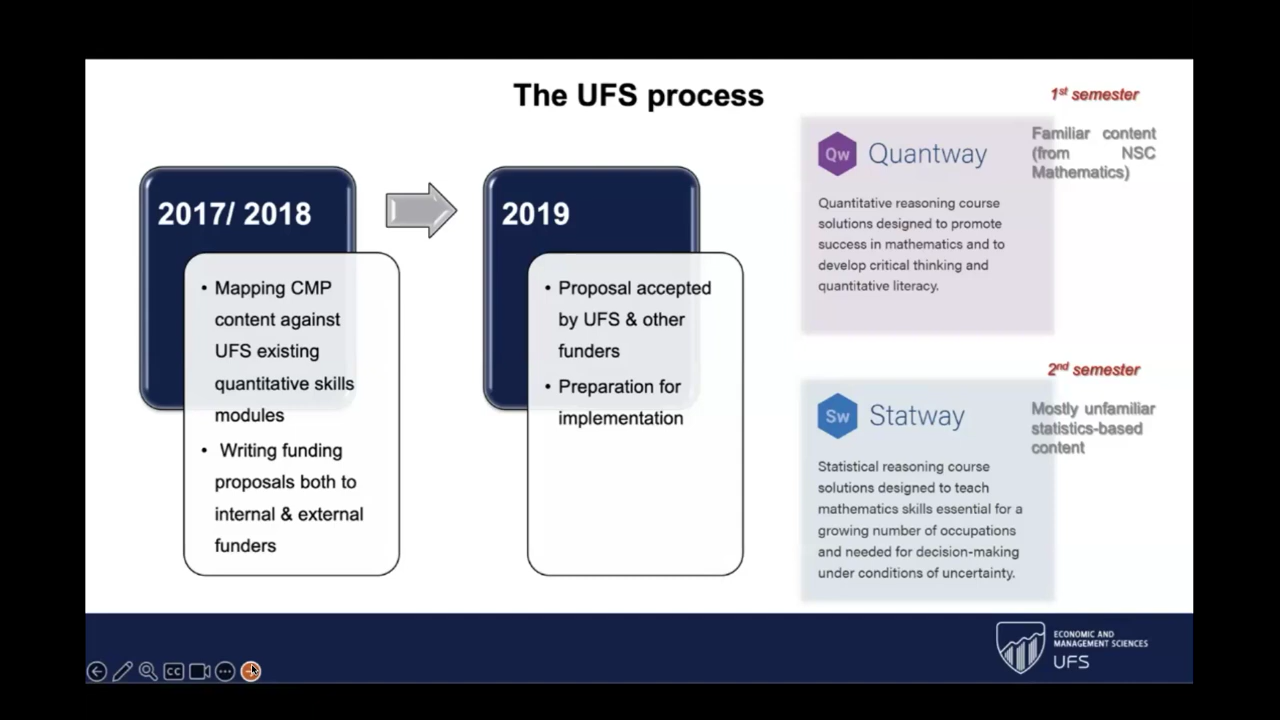 The UFS process
2017/ 2018
• Mapping CMP
content against
UFS existing
quantitative skills
modules
• Writing funding
proposals both to
internal & external
funders
2019
• Proposal accepted
by UFS & other
funders
• Preparation for
implementation
1st semester
Qw Quantway
Quantitative reasoning course
solutions designed to promote
success in mathematics and to
develop critical thinking and
quantitative literacy.
Familiar content
(from NSC
Mathematics)
2nd semester
Sw Statway
Statistical reasoning course
solutions designed to teach
mathematics skills essential for a
growing number of occupations
and needed for decision-making
under conditions of uncertainty.
Mostly unfamiliar
statistics-based
content
CC
ECONOMIC AND
MANAGEMENT SCIENCES
UFS